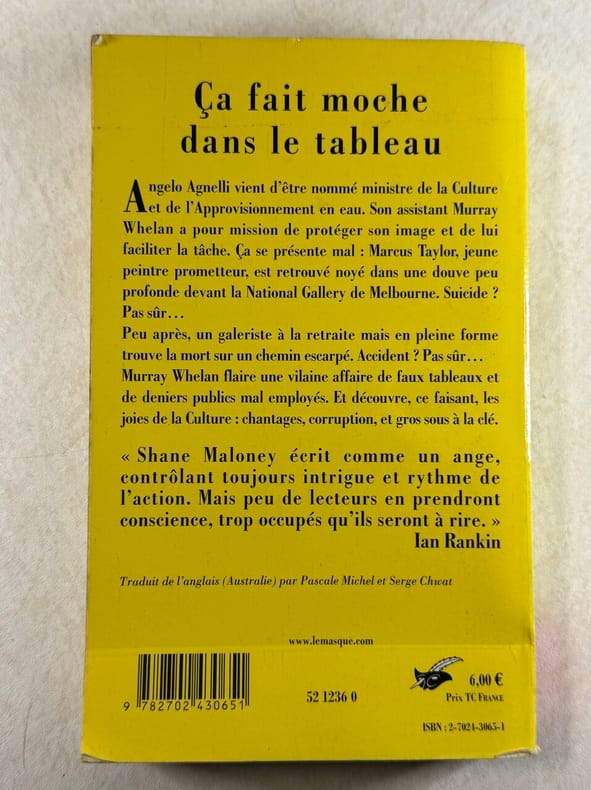 Ça fait moche
dans le tableau
Angelo Agnelli vient d'être nommé ministre de la Culture
et de l'Approvisionnement en eau. Son assistant Murray
Whelan a pour mission de protéger son image et de lui
faciliter la tâche. Ça se présente mal : Marcus Taylor, jeune
peintre prometteur, est retrouvé noyé dans une douve peu
profonde devant la National Gallery de Melbourne. Suicide ?
Pas sûr…
Peu après, un galeriste à la retraite mais en pleine forme
trouve la mort sur un chemin escarpé. Accident ? Pas sûr…
Murray Whelan flaire une vilaine affaire de faux tableaux et
de deniers publics mal employés. Et découvre, ce faisant, les
joies de la Culture : chantages, corruption, et gros sous à la clé.
« Shane Maloney écrit comme un ange,
contrôlant toujours intrigue et rythme de
l'action. Mais peu de lecteurs en prendront
conscience, trop occupés qu'ils seront à rire. »
Ian Rankin
Traduit de l'anglais (Australie) par Pascale Michel et Serge Chwat
www.lemasque.com
9 782702 430651
52 1236 0
6,00 €
Prix TC France
ISBN : 2-7024-3065-1